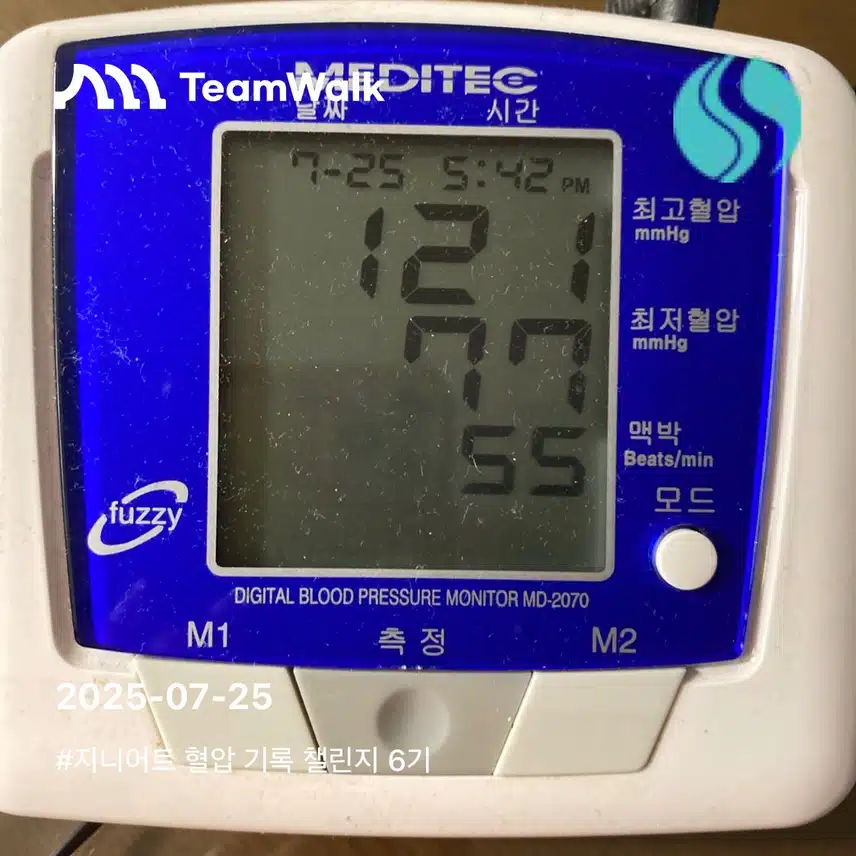 TeamWalk
MEDITEC
날짜 시간
7-25 5:42 PM
121
최고혈압
mmHg
77
최저혈압
mmHg
55
맥박
Beats/min
모드
fuzzy
DIGITAL BLOOD PRESSURE MONITOR MD-2070
M1 측정 M2
2025-07-25
#지니어트 혈압 기록 챌린지 6기